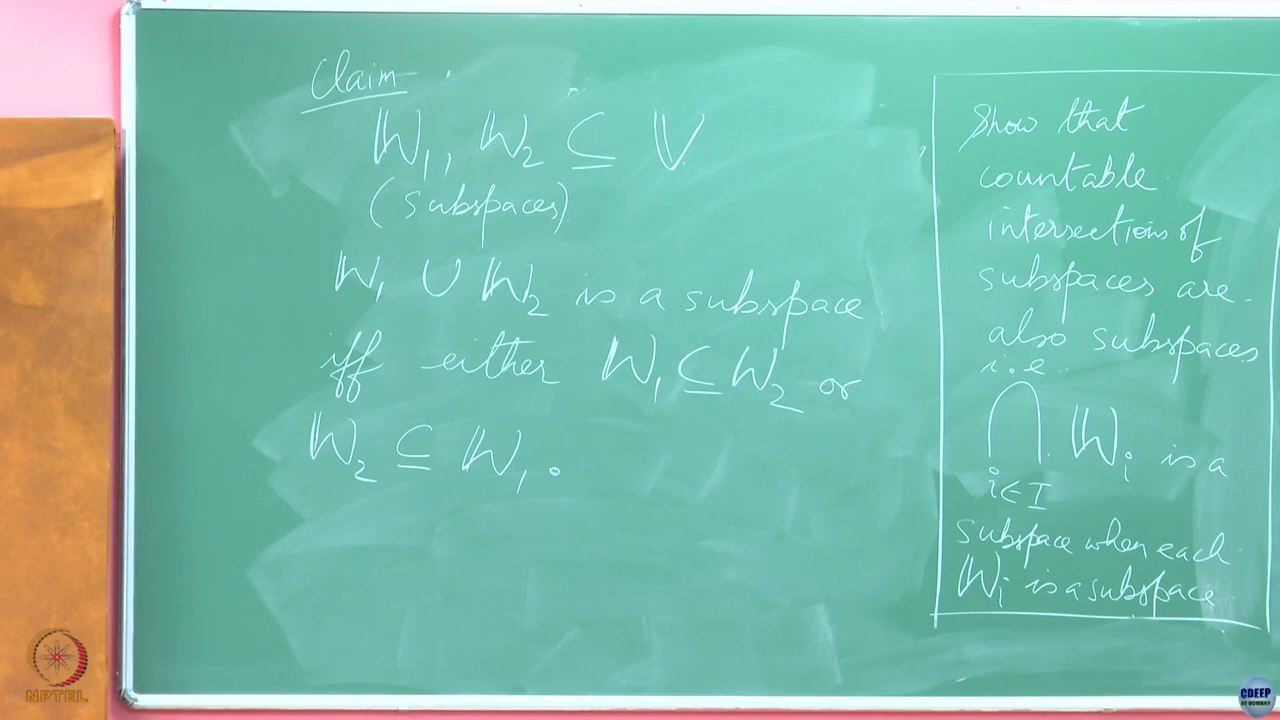 Claim
W₁, W₂ ⊆ V
(subspaces)
W₁ ∪ W₂ is a subspace
iff either W₁ ⊆ W₂ or
W₂ ⊆ W₁.
Show that
countable
intersections of
subspaces are
also subspaces
i.e.
⋂ Wᵢ is a
i∈I
subspace when each
Wᵢ is a subspace
NPTEL
CDEEP
IIT BOMBAY